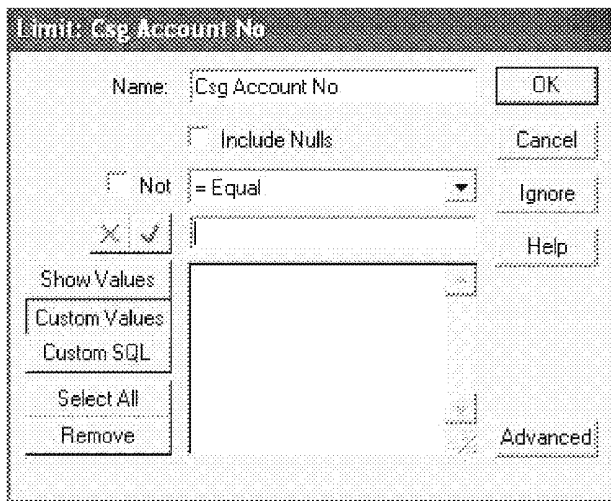 Limit: Csg Account No
Name: Csg Account No OK
Include Nulls Cancel
Not = Equal Ignore
Help
Show Values
Custom Values
Custom SQL
Select All
Remove Advanced